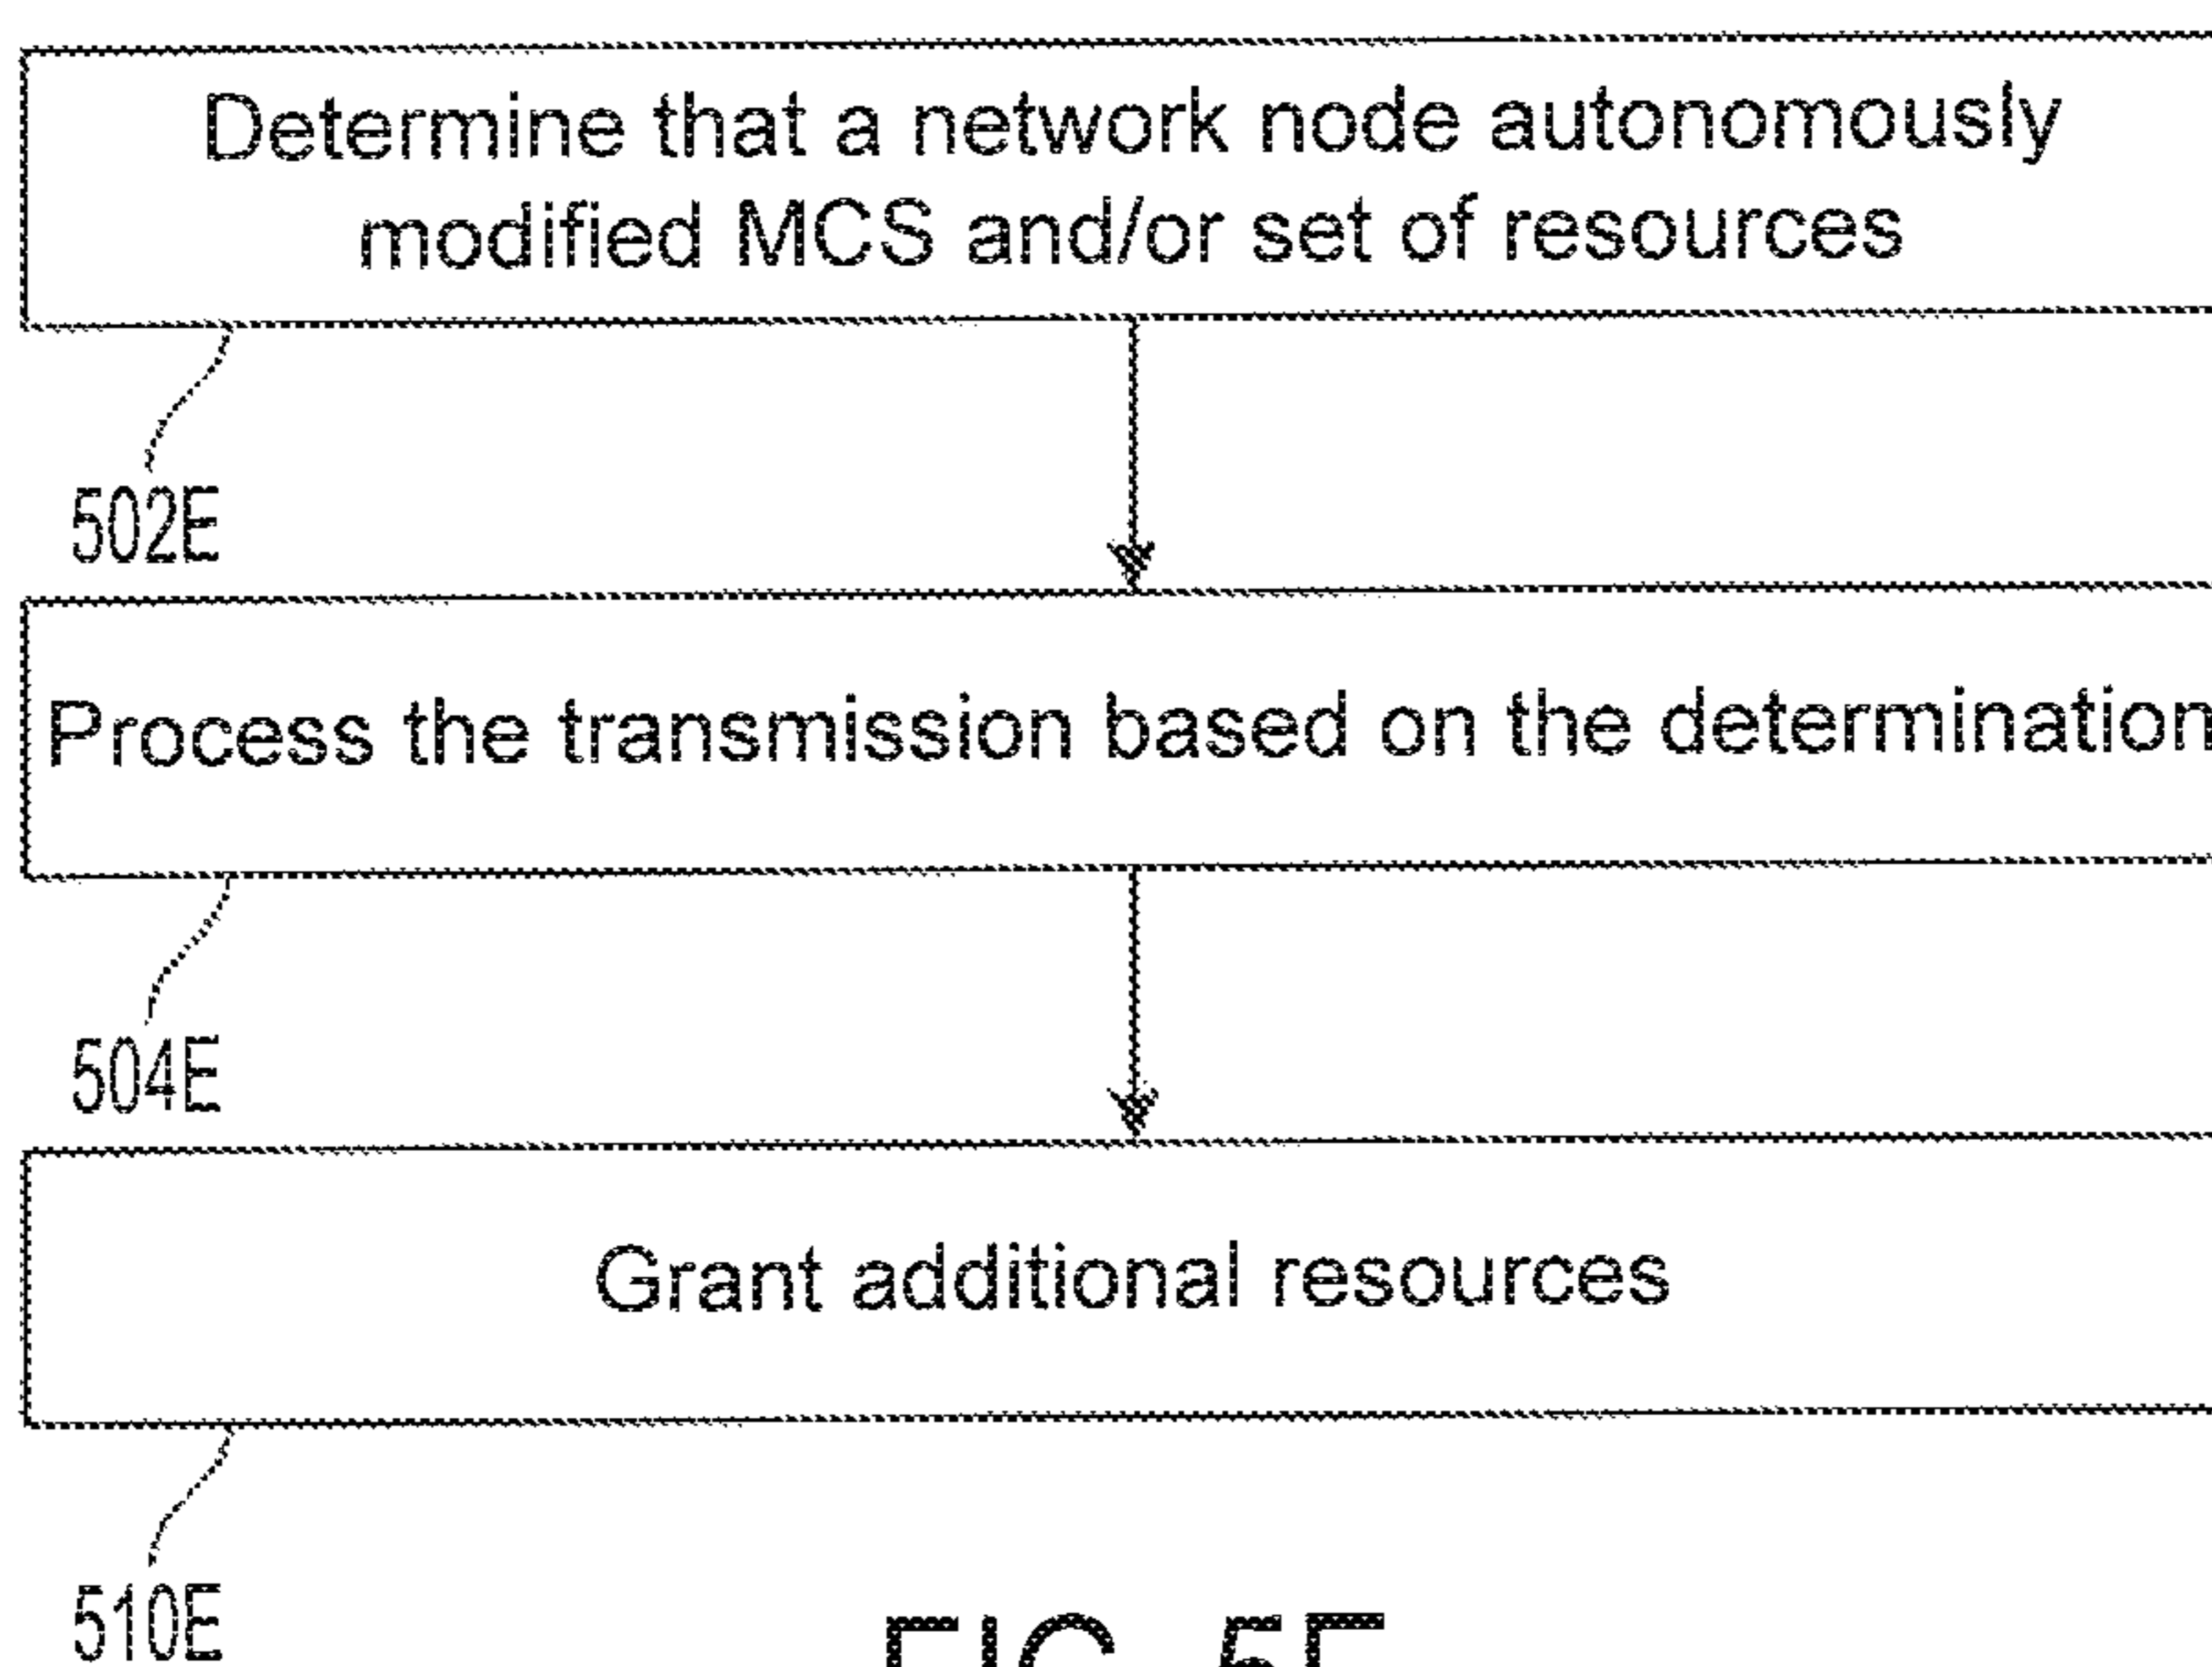 Determine that a network node autonomously
modified MCS and/or set of resources
502E
Process the transmission based on the determination
504E
Grant additional resources
510E